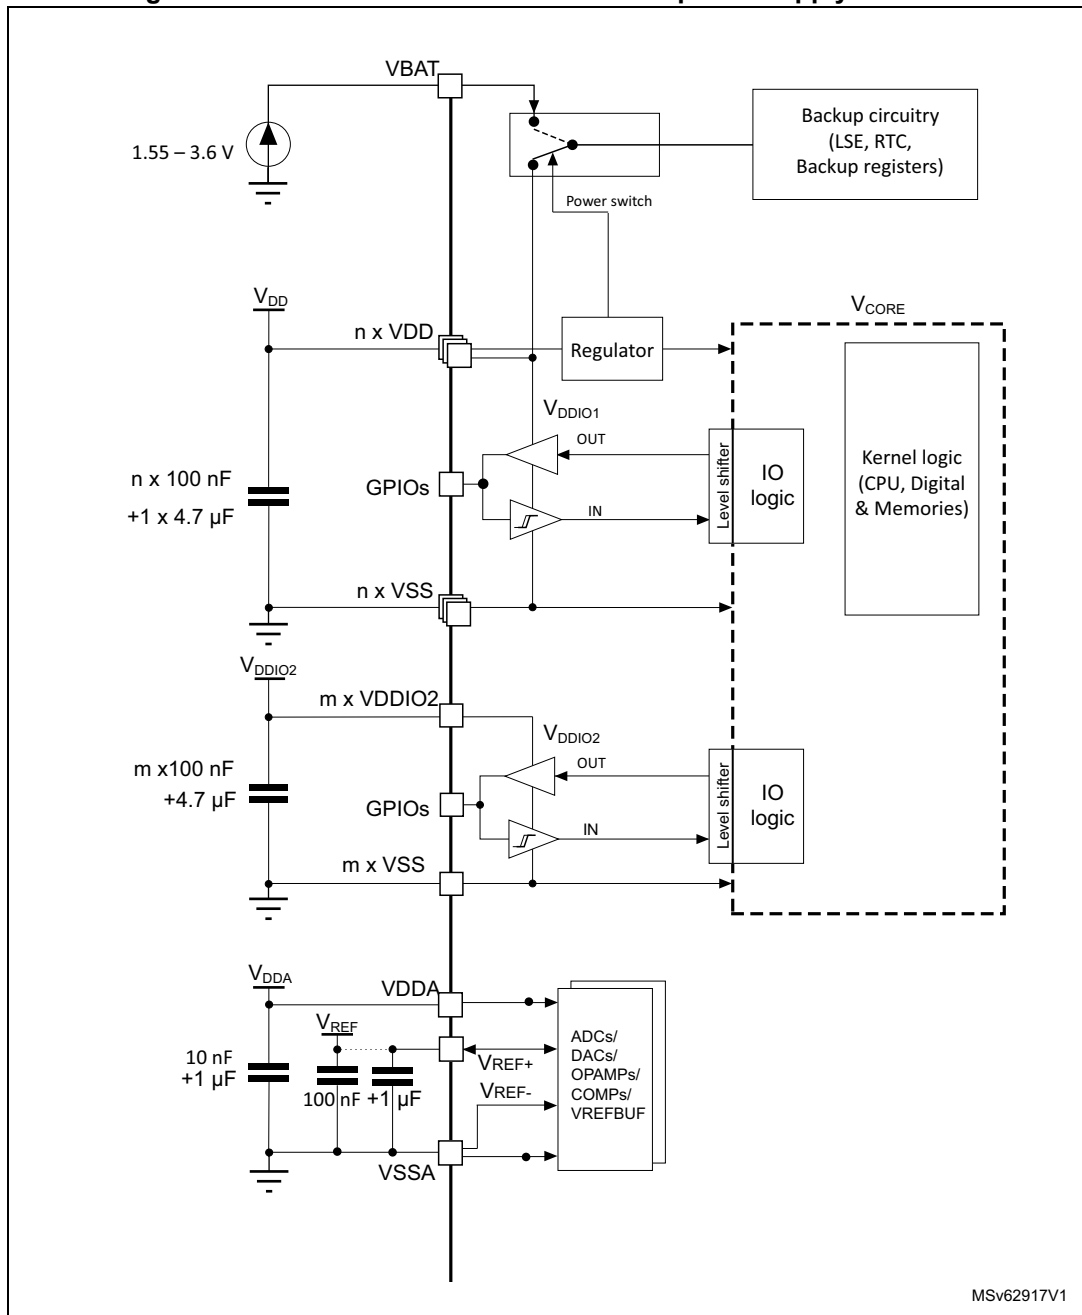 VBAT
1.55 – 3.6 V
Backup circuitry
(LSE, RTC,
Backup registers)
Power switch
VDD
n x VDD
Regulator
VCORE
VDDIO1
OUT
GPIOs
IN
Level shifter
IO
logic
Kernel logic
(CPU, Digital
& Memories)
n x 100 nF
+1 x 4.7 µF
n x VSS
VDDIO2
m x VDDIO2
VDDIO2
OUT
m x100 nF
+4.7 µF
GPIOs
IN
Level shifter
IO
logic
m x VSS
VDDA
VDDA
VREF
10 nF
+1 µF
100 nF
+1 µF
VREF+
VREF-
ADCs/
DACs/
OPAMPs/
COMPs/
VREFBUF
VSSA
MSv62917V1